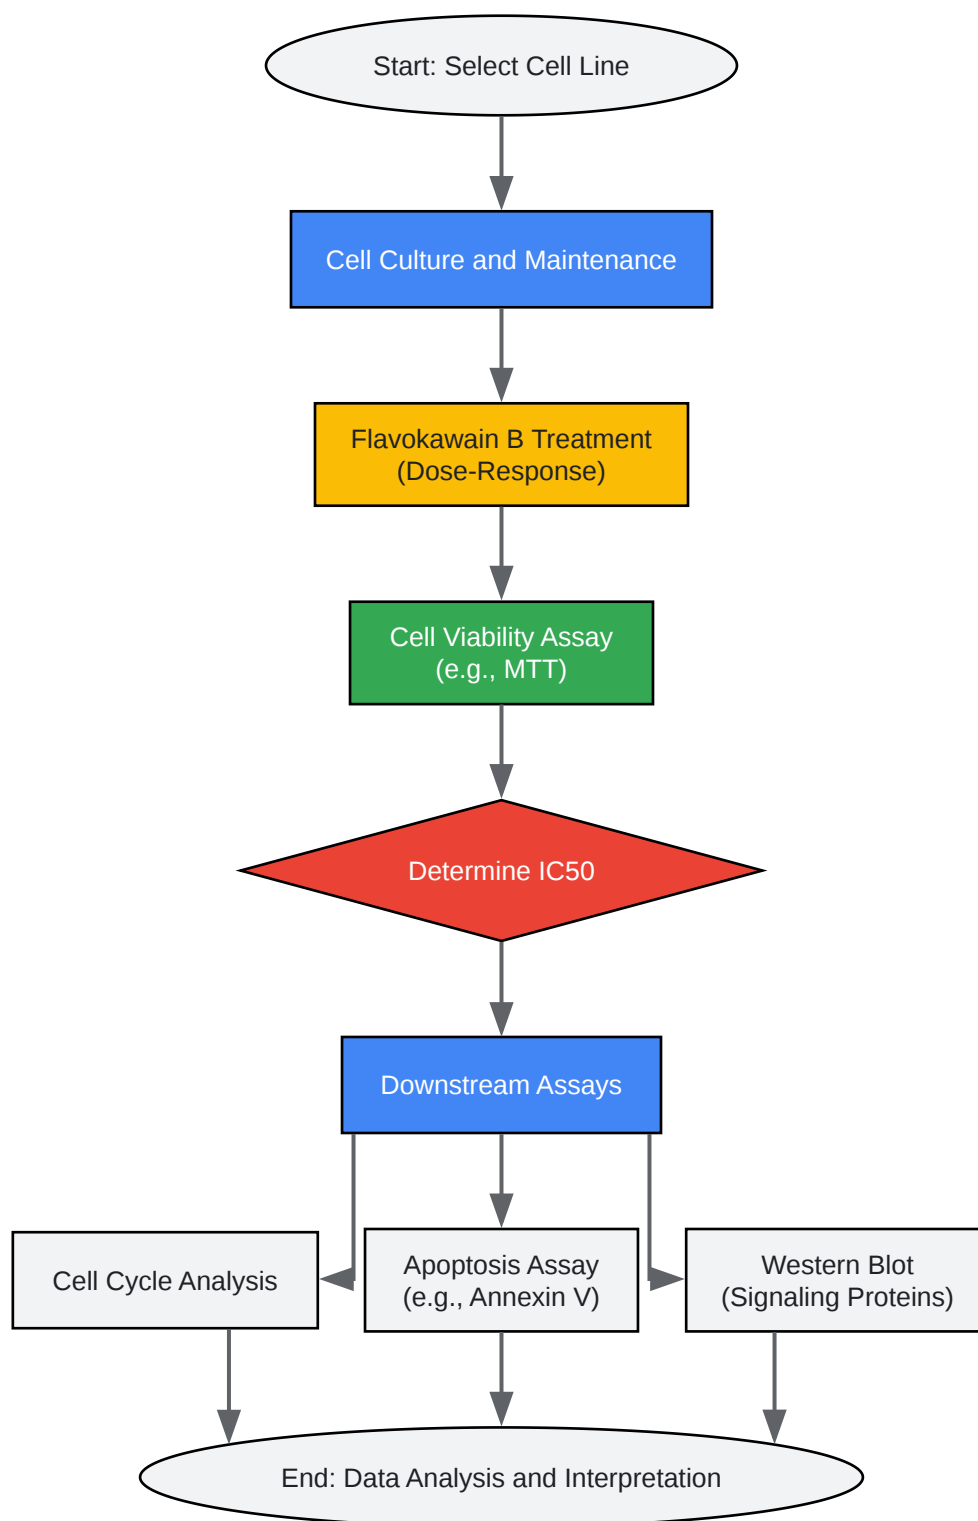 Start: Select Cell Line
Cell Culture and Maintenance
Flavokawain B Treatment
(Dose-Response)
Cell Viability Assay
(e.g., MTT)
Determine IC50
Downstream Assays
Cell Cycle Analysis
Apoptosis Assay
(e.g., Annexin V)
Western Blot
(Signaling Proteins)
End: Data Analysis and Interpretation